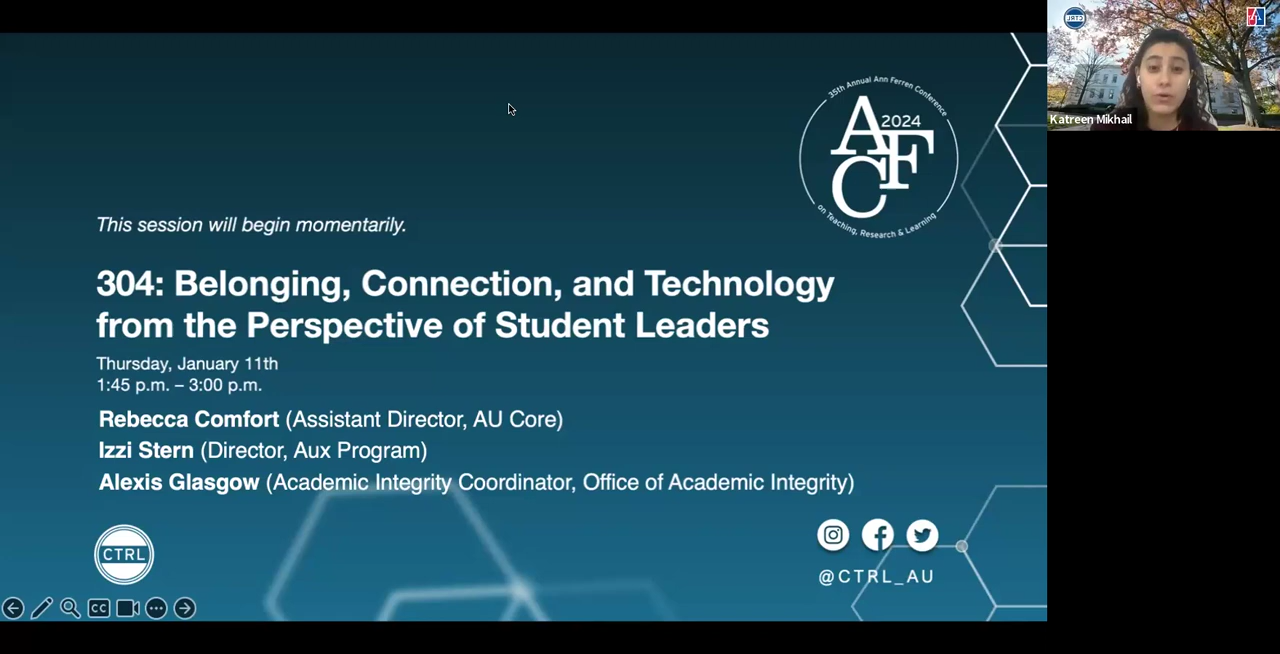 35th Annual Ann Ferren Conference
AFC
2024
on Teaching, Research & Learning
Katreen Mikhail
This session will begin momentarily.
304: Belonging, Connection, and Technology
from the Perspective of Student Leaders
Thursday, January 11th
1:45 p.m. – 3:00 p.m.
Rebecca Comfort (Assistant Director, AU Core)
Izzi Stern (Director, Aux Program)
Alexis Glasgow (Academic Integrity Coordinator, Office of Academic Integrity)
CTRL
@CTRL_AU
CC